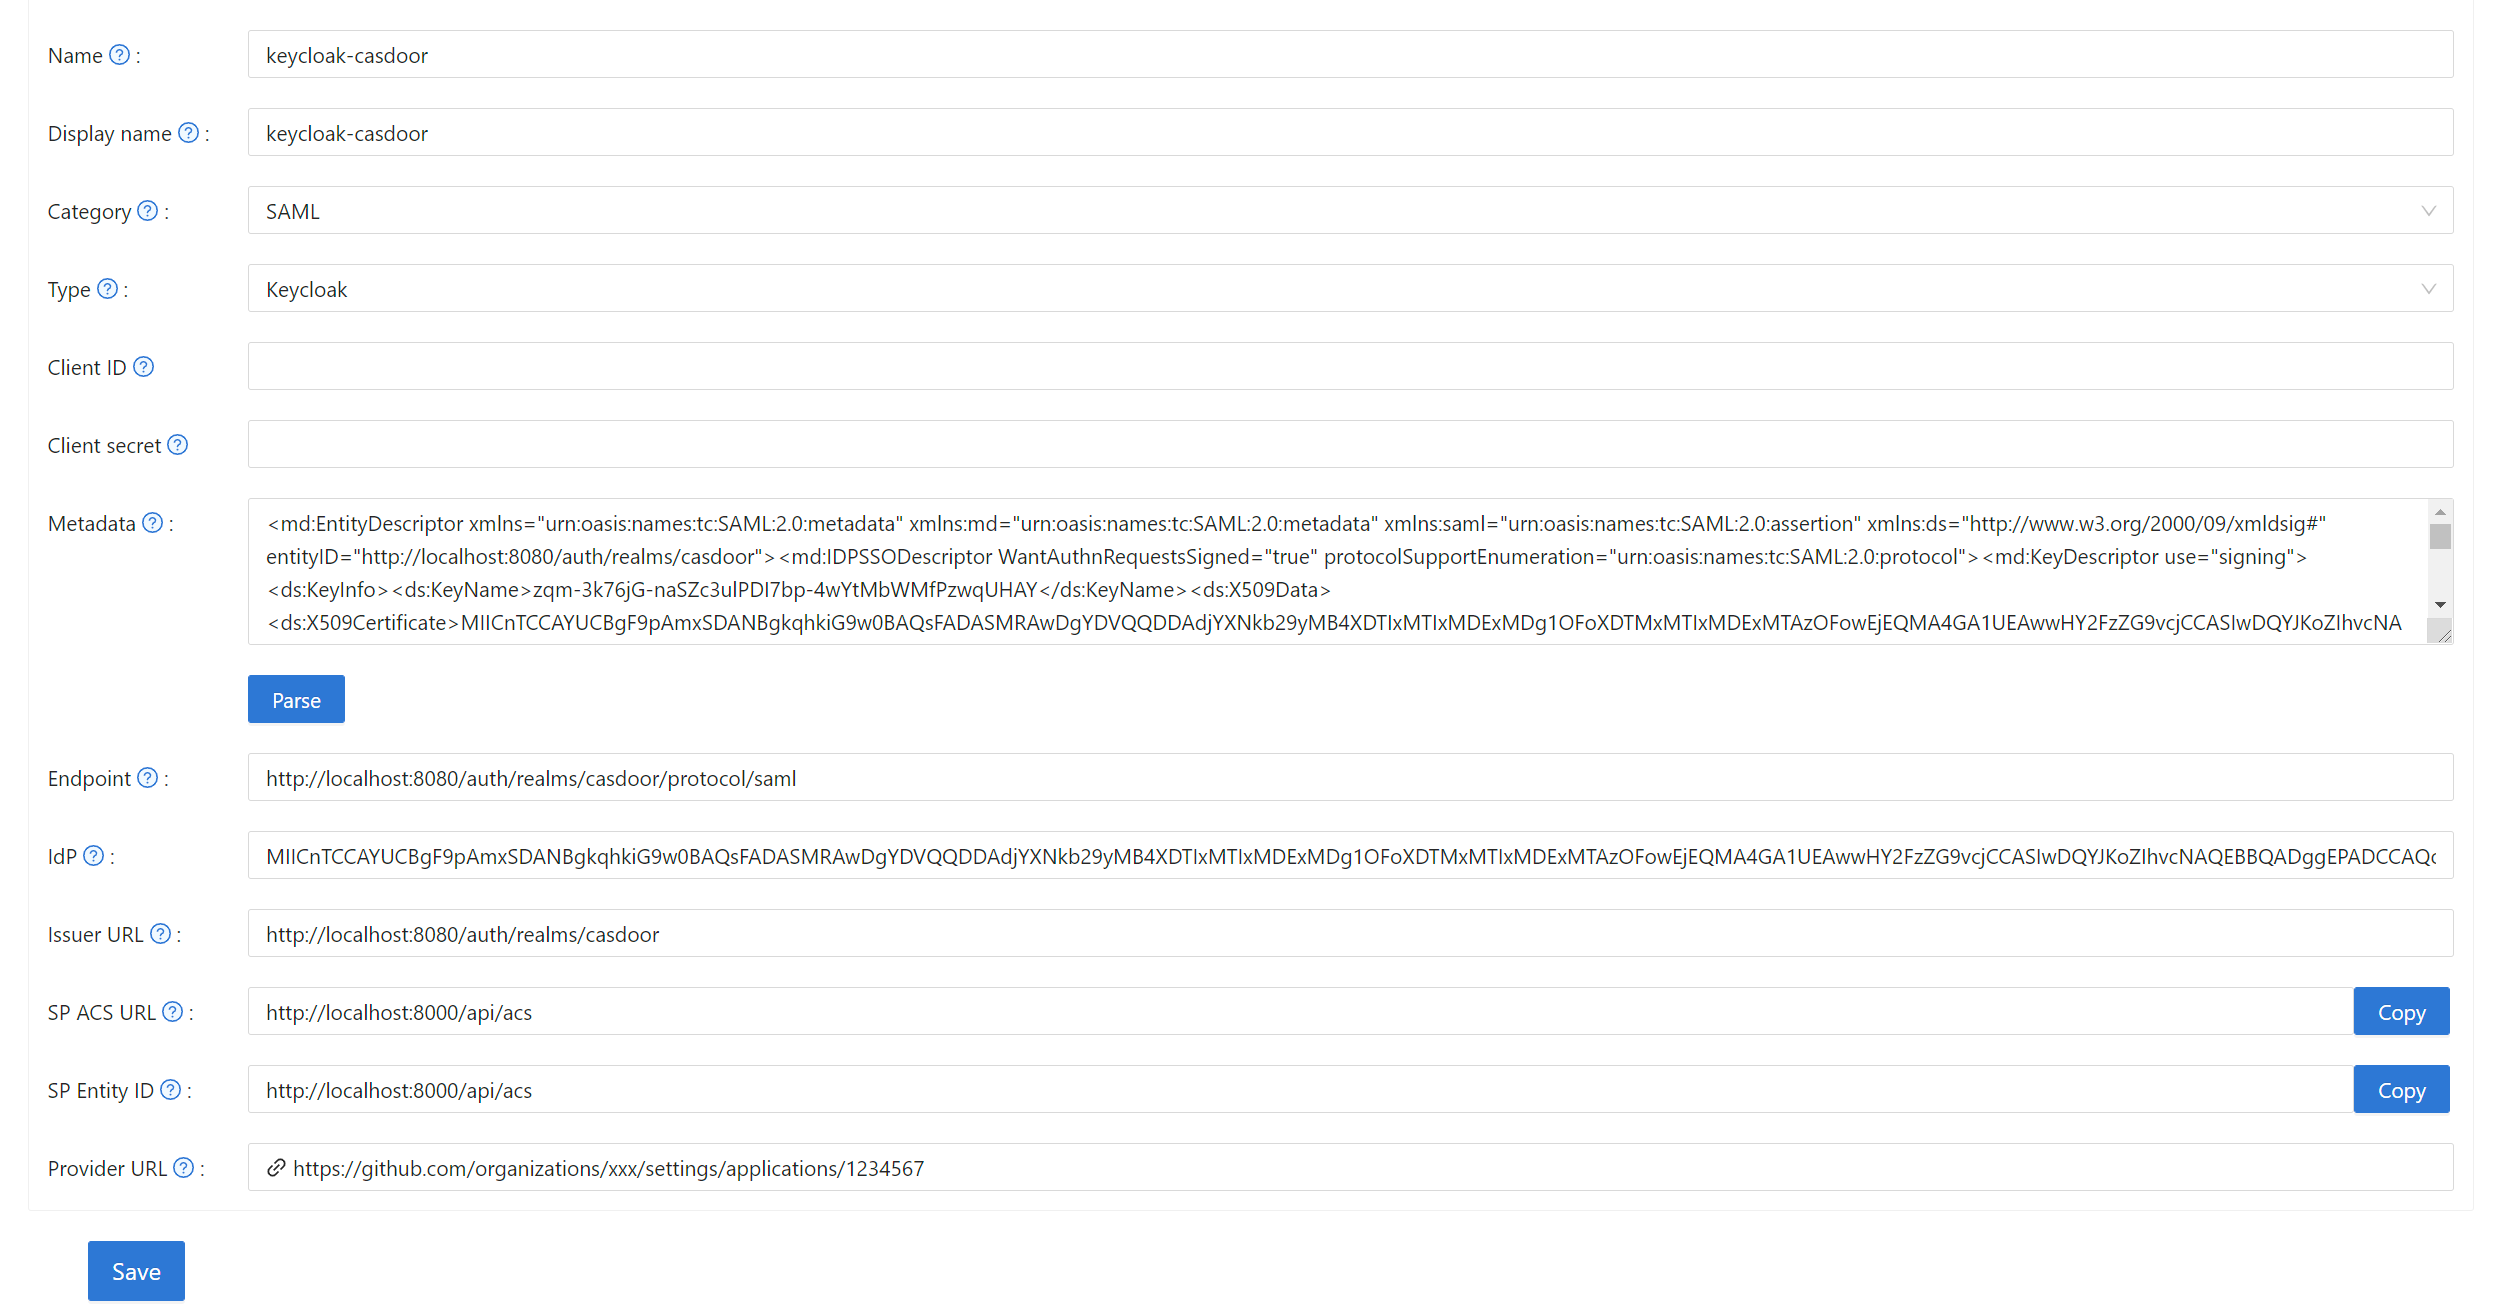 Name ? : keycloak-casdoor
Display name ? : keycloak-casdoor
Category ? : SAML
Type ? : Keycloak
Client ID ?
Client secret ?
Metadata ? : <md:EntityDescriptor xmlns="urn:oasis:names:tc:SAML:2.0:metadata" xmlns:md="urn:oasis:names:tc:SAML:2.0:metadata" xmlns:saml="urn:oasis:names:tc:SAML:2.0:assertion" xmlns:ds="http://www.w3.org/2000/09/xmldsig#"
entityID="http://localhost:8080/auth/realms/casdoor"><md:IDPSSODescriptor WantAuthnRequestsSigned="true" protocolSupportEnumeration="urn:oasis:names:tc:SAML:2.0:protocol"><md:KeyDescriptor use="signing">
<ds:KeyInfo><ds:KeyName>zqm-3k76jG-naSZc3ulPDI7bp-4wYtMbWMfPzwqUHAY</ds:KeyName><ds:X509Data>
<ds:X509Certificate>MIICnTCCAYUCBgF9pAmxSDANBgkqhkiG9w0BAQsFADASMRAwDgYDVQQDDAdjYXNkb29yMB4XDTIxMTIxMDExMDg1OFoXDTMxMTIxMDExMTAzOFowEjEQMA4GA1UEAwwHY2FzZG9vcjCCASIwDQYJKoZIhvcNA
Parse
Endpoint ? : http://localhost:8080/auth/realms/casdoor/protocol/saml
IdP ? : MIICnTCCAYUCBgF9pAmxSDANBgkqhkiG9w0BAQsFADASMRAwDgYDVQQDDAdjYXNkb29yMB4XDTIxMTIxMDExMDg1OFoXDTMxMTIxMDExMTAzOFowEjEQMA4GA1UEAwwHY2FzZG9vcjCCASIwDQYJKoZIhvcNAQEBBQADggEPADCCAQc
Issuer URL ? : http://localhost:8080/auth/realms/casdoor
SP ACS URL ? : http://localhost:8000/api/acs Copy
SP Entity ID ? : http://localhost:8000/api/acs Copy
Provider URL ? : https://github.com/organizations/xxx/settings/applications/1234567
Save